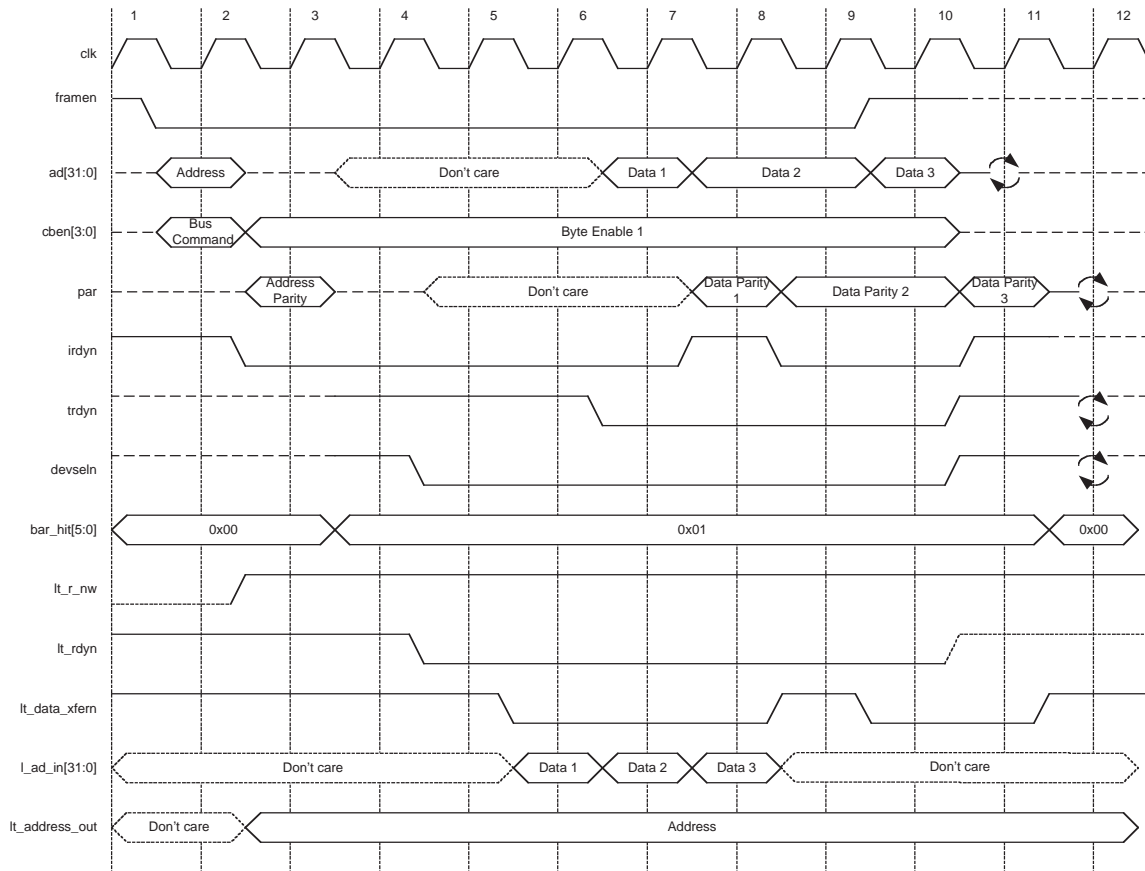 1 2 3 4 5 6 7 8 9 10 11 12
clk
framen
ad[31:0] Address Don't care Data 1 Data 2 Data 3
cben[3:0] Bus Command Byte Enable 1
par Address Parity Don't care Data Parity 1 Data Parity 2 Data Parity 3
irdyn
trdyn
devseln
bar_hit[5:0] 0x00 0x01 0x00
lt_r_nw
lt_rdyn
lt_data_xfern
l_ad_in[31:0] Don't care Data 1 Data 2 Data 3 Don't care
lt_address_out Don't care Address